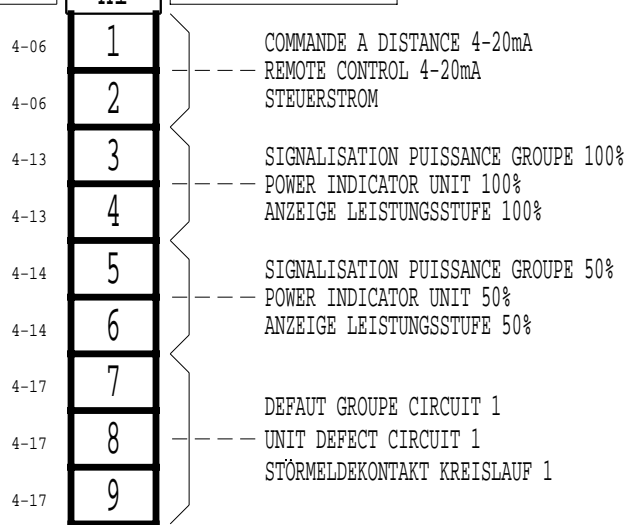 4-06 1 COMMANDE A DISTANCE 4-20mA
REMOTE CONTROL 4-20mA
4-06 2 STEUERSTROM
4-13 3 SIGNALISATION PUISSANCE GROUPE 100%
POWER INDICATOR UNIT 100%
4-13 4 ANZEIGE LEISTUNGSSTUFE 100%
4-14 5 SIGNALISATION PUISSANCE GROUPE 50%
POWER INDICATOR UNIT 50%
4-14 6 ANZEIGE LEISTUNGSSTUFE 50%
4-17 7
DEFAUT GROUPE CIRCUIT 1
4-17 8 UNIT DEFECT CIRCUIT 1
STÖRMELDEKONTAKT KREISLAUF 1
4-17 9